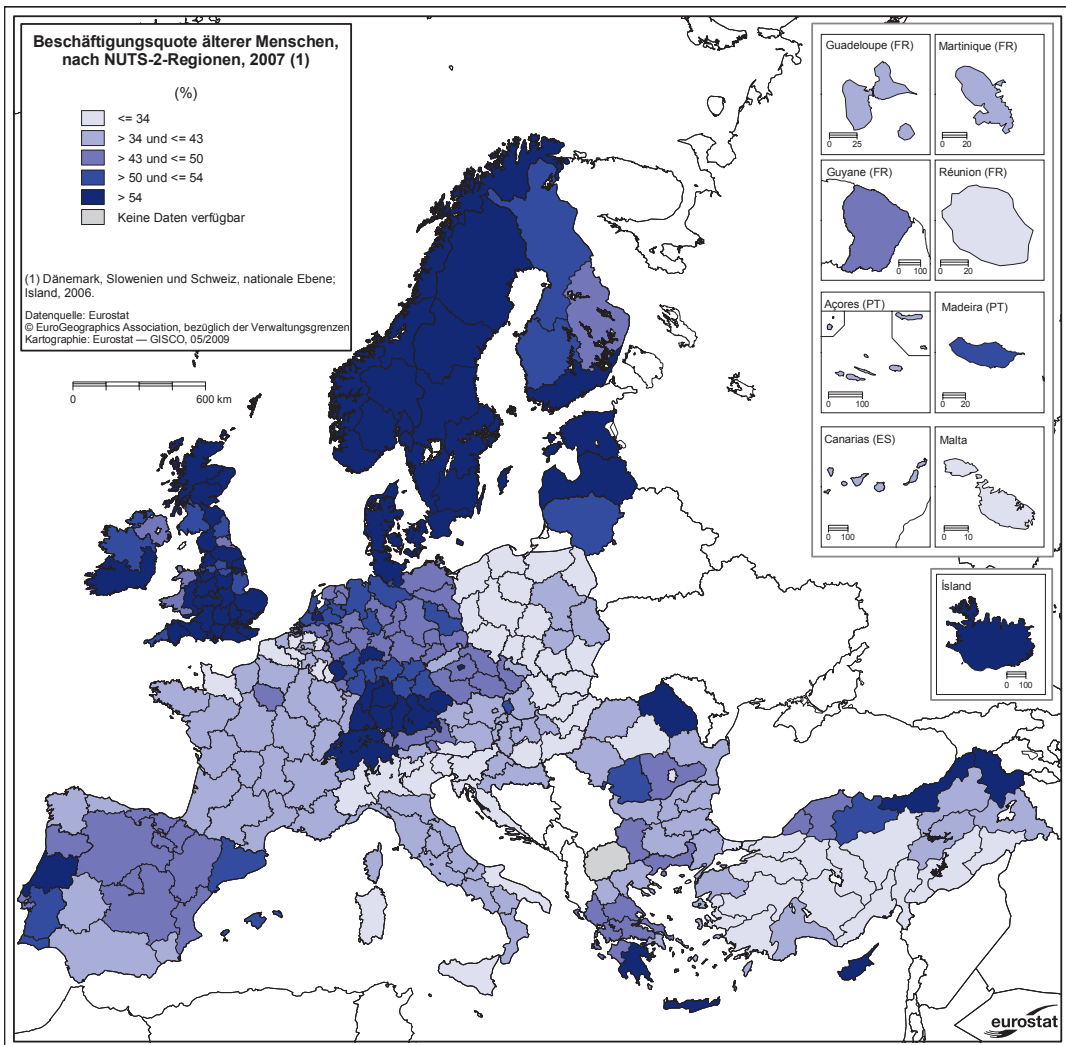 Beschäftigungsquote älterer Menschen,
nach NUTS-2-Regionen, 2007 (1)
(%)
<= 34
> 34 und <= 43
> 43 und <= 50
> 50 und <= 54
> 54
Keine Daten verfügbar
(1) Dänemark, Slowenien und Schweiz, nationale Ebene;
Island, 2006.
Datenquelle: Eurostat
© EuroGeographics Association, bezüglich der Verwaltungsgrenzen
Kartographie: Eurostat — GISCO, 05/2009
0 600 km
Guadeloupe (FR)
0 25
Martinique (FR)
0 20
Guyane (FR)
0 100
Réunion (FR)
0 20
Açores (PT)
0 100
Madeira (PT)
0 20
Canarias (ES)
0 100
Malta
0 10
Ísland
0 100
eurostat